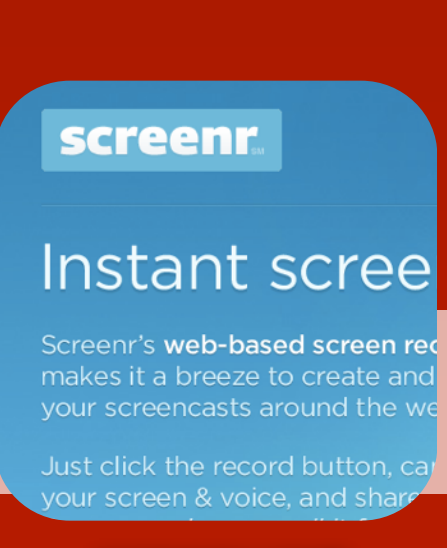 screenr SM
Instant scree
Screenr's web-based screen rec
makes it a breeze to create and
your screencasts around the we
Just click the record button, ca
your screen & voice, and share